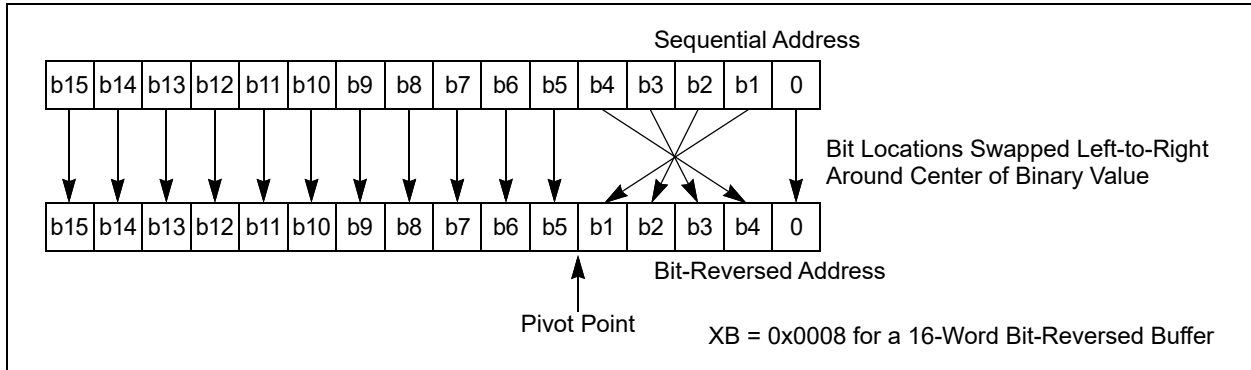 Sequential Address
b15 b14 b13 b12 b11 b10 b9 b8 b7 b6 b5 b4 b3 b2 b1 0
Bit Locations Swapped Left-to-Right
Around Center of Binary Value
b15 b14 b13 b12 b11 b10 b9 b8 b7 b6 b5 b1 b2 b3 b4 0
Bit-Reversed Address
Pivot Point
XB = 0x0008 for a 16-Word Bit-Reversed Buffer